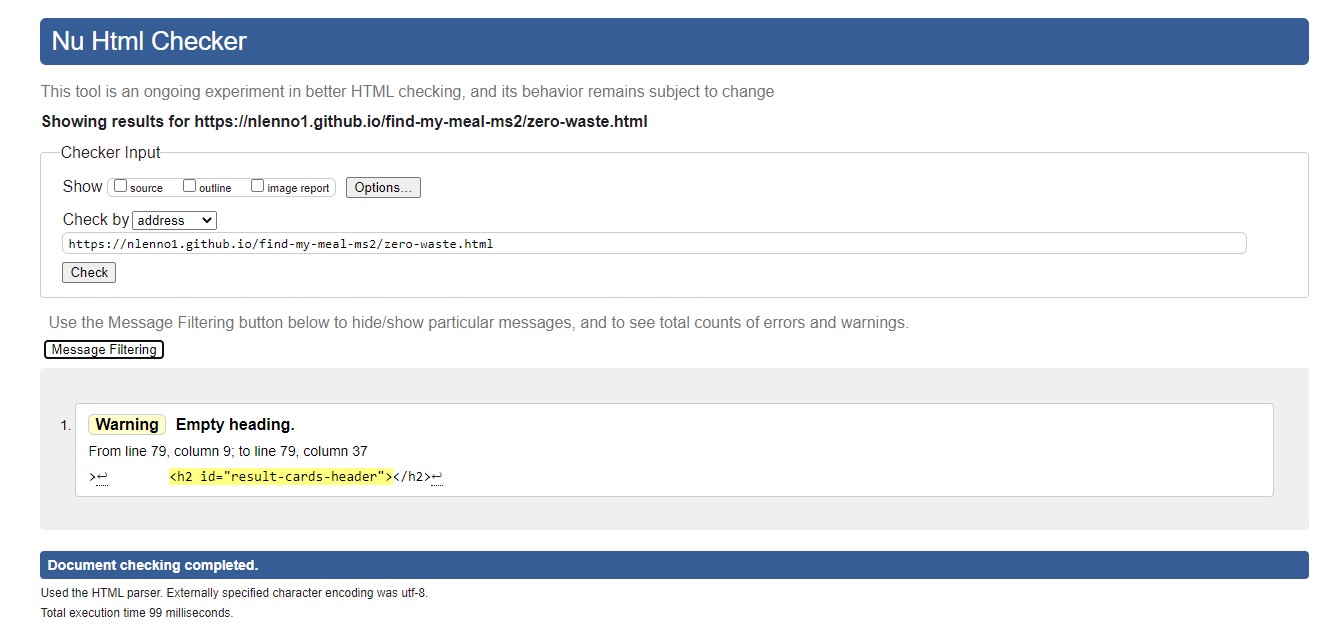 Nu Html Checker
This tool is an ongoing experiment in better HTML checking, and its behavior remains subject to change
Showing results for https://nlenno1.github.io/find-my-meal-ms2/zero-waste.html
Checker Input
Show source outline image report Options...
Check by address
https://nlenno1.github.io/find-my-meal-ms2/zero-waste.html
Check
Use the Message Filtering button below to hide/show particular messages, and to see total counts of errors and warnings.
Message Filtering
1. Warning Empty heading.
From line 79, column 9; to line 79, column 37
>↩ <h2 id="result-cards-header"></h2>↩
Document checking completed.
Used the HTML parser. Externally specified character encoding was utf-8.
Total execution time 99 milliseconds.